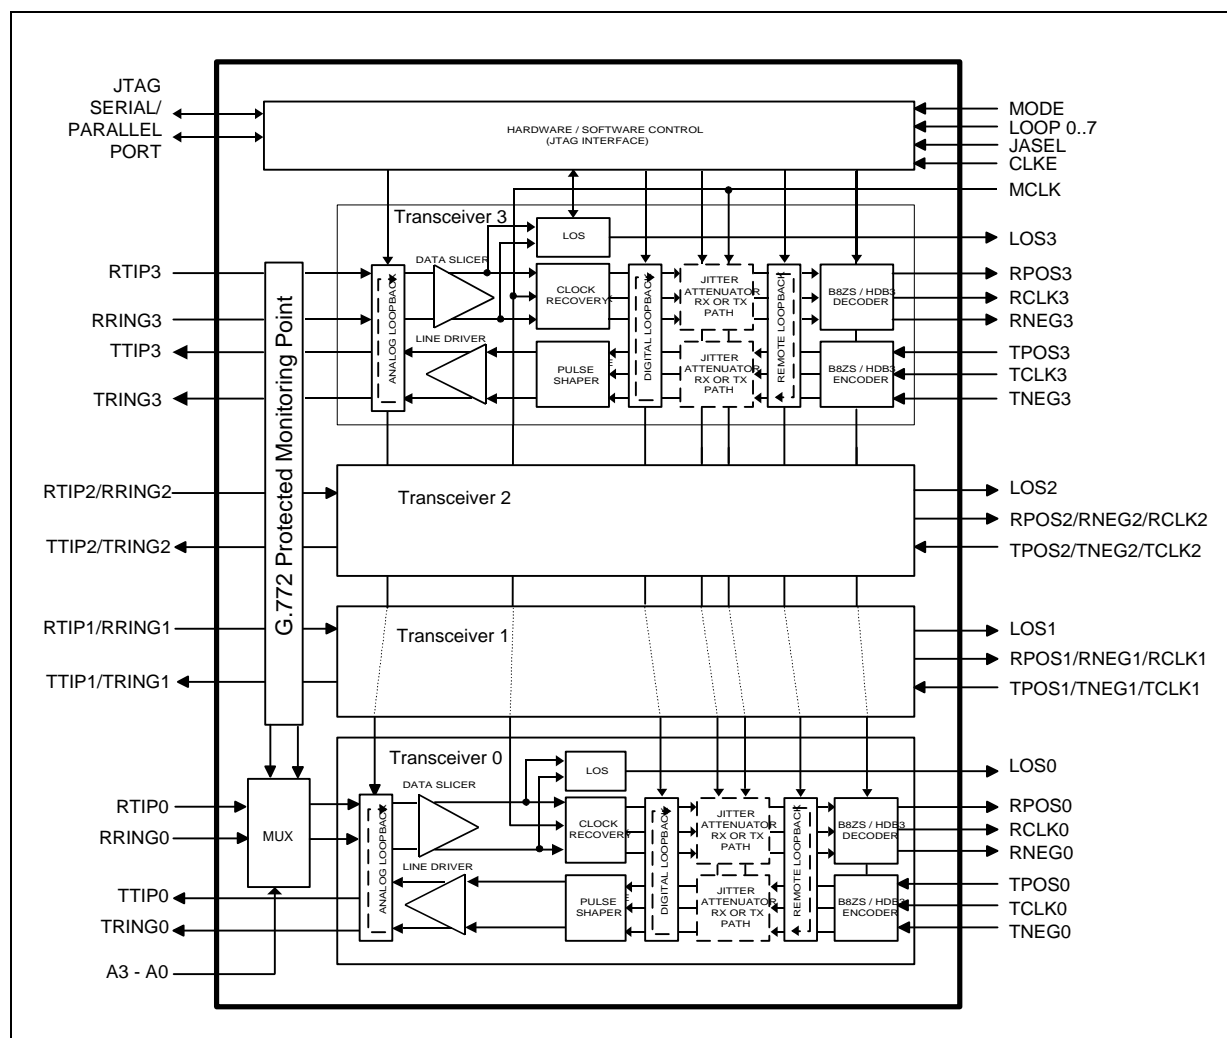 JTAG
SERIAL/
PARALLEL
PORT
HARDWARE / SOFTWARE CONTROL
(JTAG INTERFACE)
MODE
LOOP 0..7
JASEL
CLKE
MCLK
Transceiver 3
LOS
LOS3
DATA SLICER
RTIP3
RRING3
TTIP3
TRING3
G.772 Protected Monitoring Point
ANALOG LOOPBACK
LINE DRIVER
CLOCK
RECOVERY
PULSE
SHAPER
DIGITAL LOOPBACK
JITTER
ATTENUATOR
RX OR TX
PATH
JITTER
ATTENUATOR
RX OR TX
PATH
REMOTE LOOPBACK
B8ZS / HDB3
DECODER
B8ZS / HDB3
ENCODER
RPOS3
RCLK3
RNEG3
TPOS3
TCLK3
TNEG3
RTIP2/RRING2
TTIP2/TRING2
Transceiver 2
LOS2
RPOS2/RNEG2/RCLK2
TPOS2/TNEG2/TCLK2
RTIP1/RRING1
TTIP1/TRING1
Transceiver 1
LOS1
RPOS1/RNEG1/RCLK1
TPOS1/TNEG1/TCLK1
Transceiver 0
LOS
LOS0
DATA SLICER
RTIP0
RRING0
MUX
TTIP0
TRING0
A3 - A0
ANALOG LOOPBACK
LINE DRIVER
CLOCK
RECOVERY
PULSE
SHAPER
DIGITAL LOOPBACK
JITTER
ATTENUATOR
RX OR TX
PATH
JITTER
ATTENUATOR
RX OR TX
PATH
REMOTE LOOPBACK
B8ZS / HDB3
DECODER
B8ZS / HDB3
ENCODER
RPOS0
RCLK0
RNEG0
TPOS0
TCLK0
TNEG0